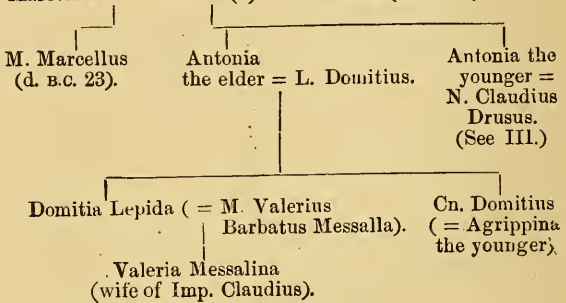 M. Marcellus
(d. B.C. 23).
Antonia
the elder = L. Domitius.
Antonia the
younger =
N. Claudius
Drusus.
(See III.)
Domitia Lepida ( = M. Valerius
Barbatus Messalla).
Cn. Domitius
( = Agrippina
the younger).
Valeria Messalina
(wife of Imp. Claudius).